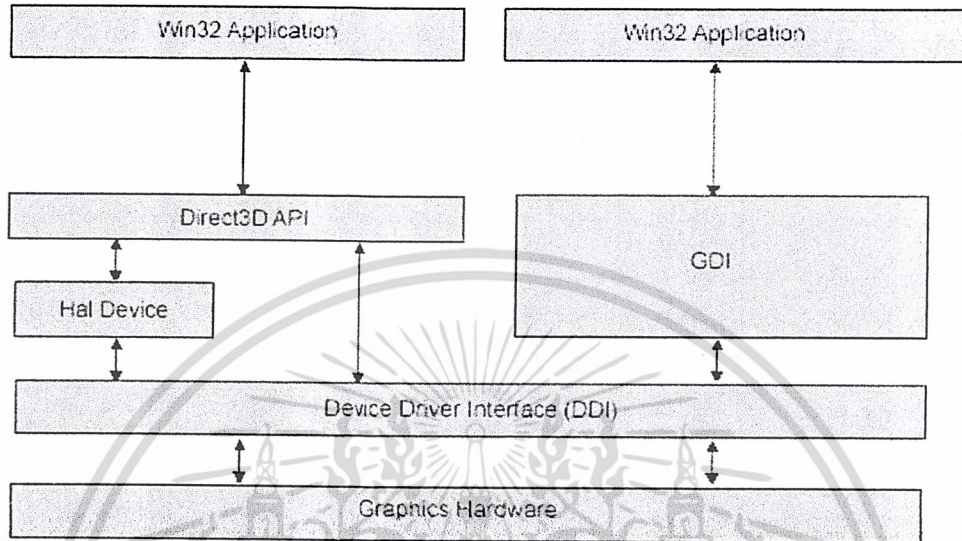 Win32 Application
Win32 Application
Direct3D API
GDI
Hal Device
Device Driver Interface (DDI)
Graphics Hardware